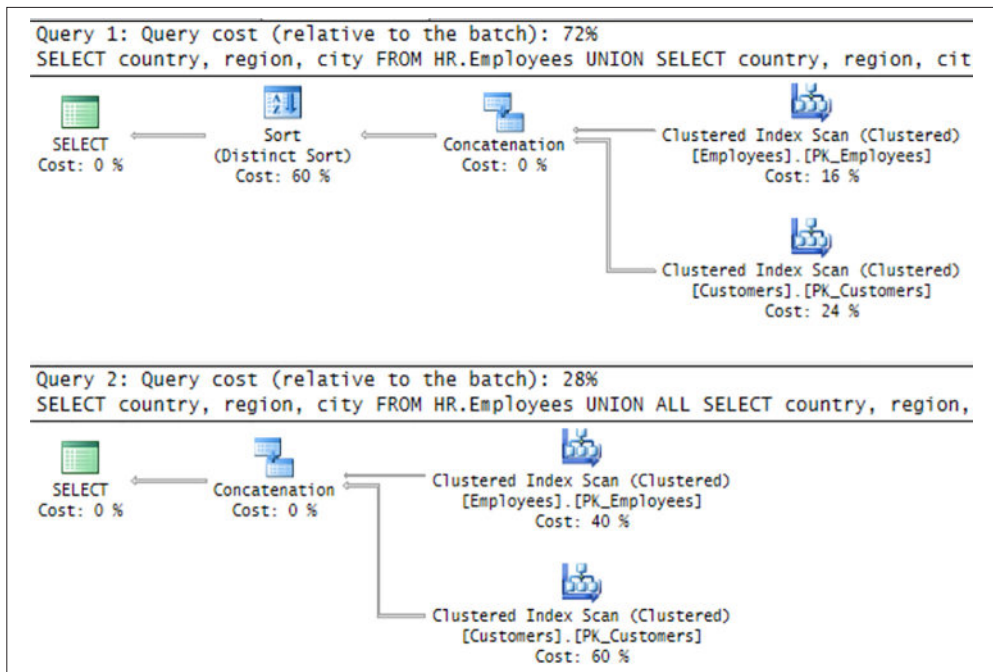 Query 1: Query cost (relative to the batch): 72%
SELECT country, region, city FROM HR.Employees UNION SELECT country, region, cit
SELECT
Cost: 0 %
Sort
(Distinct Sort)
Cost: 60 %
Concatenation
Cost: 0 %
Clustered Index Scan (Clustered)
[Employees].[PK_Employees]
Cost: 16 %
Clustered Index Scan (Clustered)
[Customers].[PK_Customers]
Cost: 24 %
Query 2: Query cost (relative to the batch): 28%
SELECT country, region, city FROM HR.Employees UNION ALL SELECT country, region,
SELECT
Cost: 0 %
Concatenation
Cost: 0 %
Clustered Index Scan (Clustered)
[Employees].[PK_Employees]
Cost: 40 %
Clustered Index Scan (Clustered)
[Customers].[PK_Customers]
Cost: 60 %